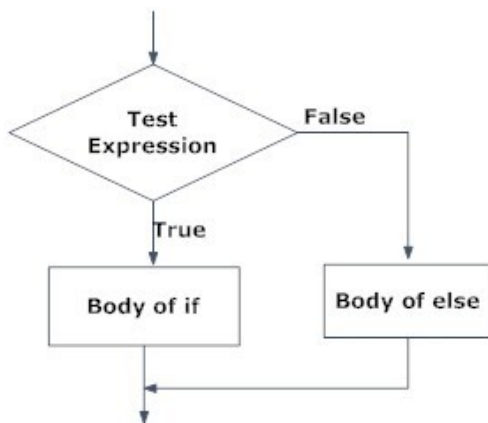 Test
Expression
False
True
Body of if
Body of else